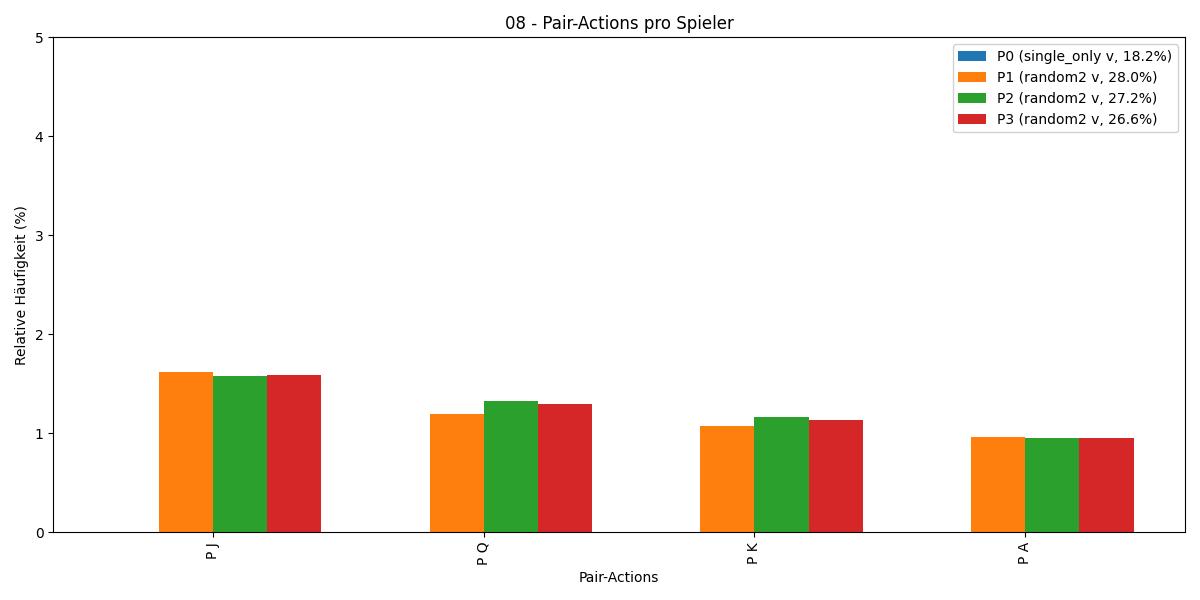 08 - Pair-Actions pro Spieler
5
4
3
2
1
0
Relative Häufigkeit (%)
P0 (single_only v, 18.2%)
P1 (random2 v, 28.0%)
P2 (random2 v, 27.2%)
P3 (random2 v, 26.6%)
P J
P Q
P K
P A
Pair-Actions